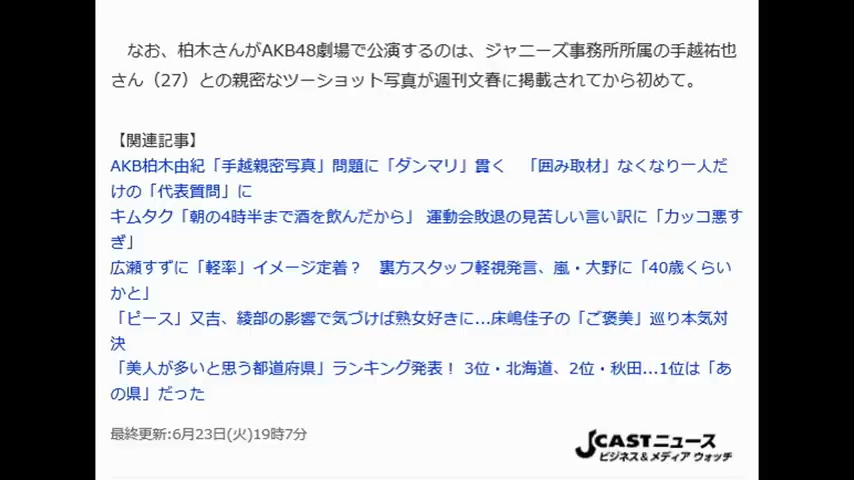 なお、柏木さんがAKB48劇場で公演するのは、ジャニーズ事務所所属の手越祐也
さん（27）との親密なツーショット写真が週刊文春に掲載されてから初めて。
【関連記事】
AKB柏木由紀「手越親密写真」問題に「ダンマリ」貫く　「囲み取材」なくなり一人だ
けの「代表質問」に
キムタク「朝の4時半まで酒を飲んだから」 運動会敗退の見苦しい言い訳に「カッコ悪す
ぎ」
広瀬すずに「軽率」イメージ定着？　裏方スタッフ軽視発言、嵐・大野に「40歳くらい
かと」
「ピース」又吉、綾部の影響で気づけば熟女好きに...床嶋佳子の「ご褒美」巡り本気対
決
「美人が多いと思う都道府県」ランキング発表！ 3位・北海道、2位・秋田...1位は「あ
の県」だった
最終更新:6月23日(火)19時7分
J CASTニュース
ビジネス＆メディア ウォッチ